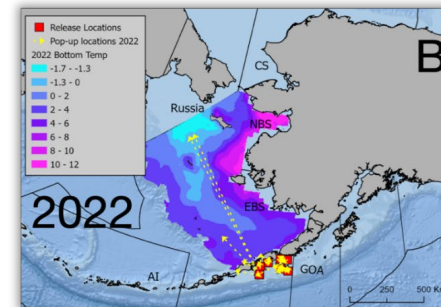 Release Locations
Pop-up locations 2022
2022 Bottom Temp
-1.7 - -1.3
-1.3 - 0
0 - 2
2 - 4
4 - 6
6 - 8
8 - 10
10 - 12
B
CS
Russia
NBS
2022
EBS
AI
GOA
0 250 500